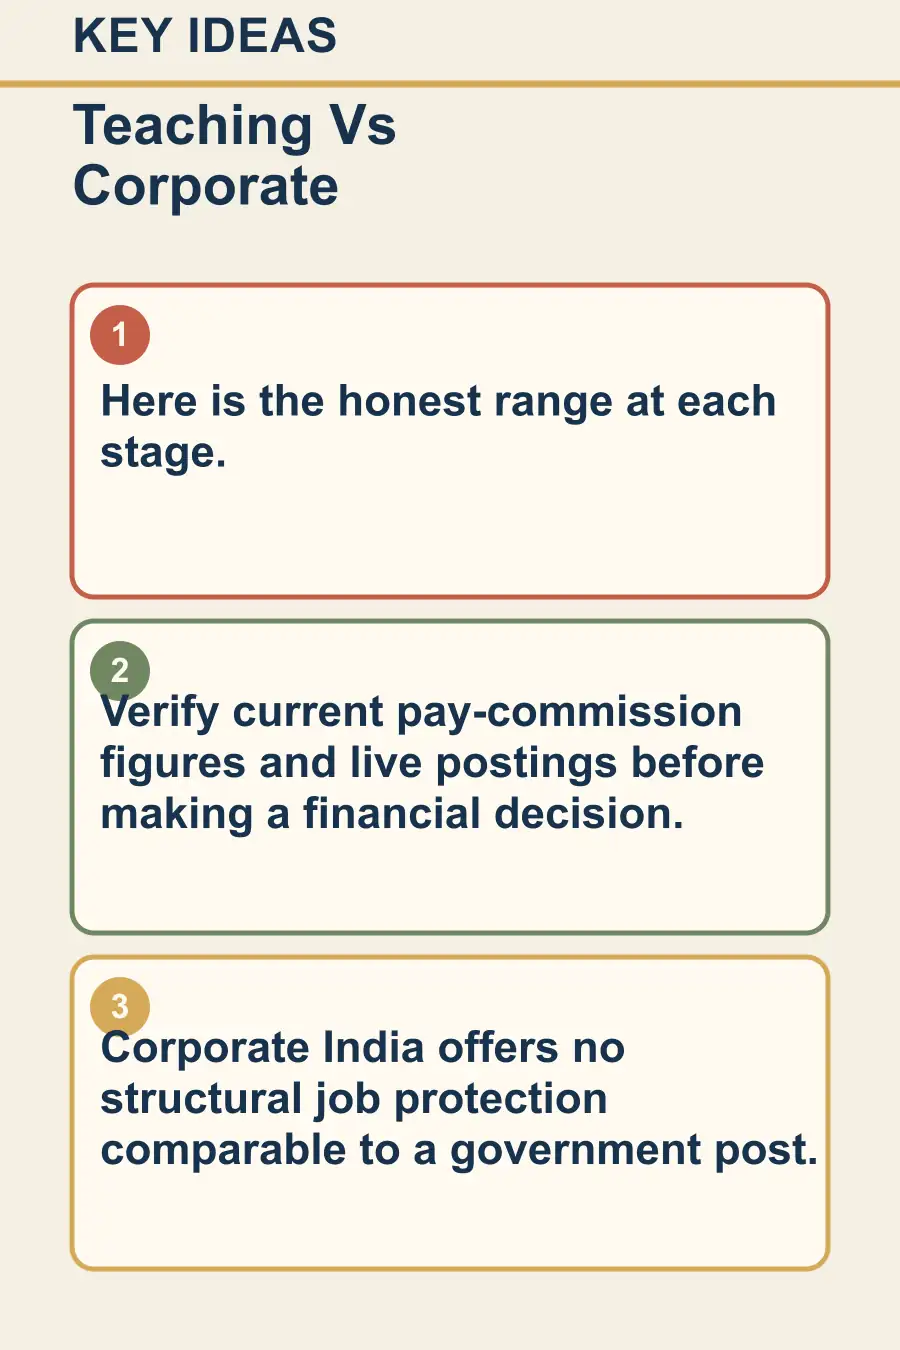 KEY IDEAS
Teaching Vs
Corporate
1
Here is the honest range at each
stage.
2
Verify current pay-commission
figures and live postings before
making a financial decision.
3
Corporate India offers no
structural job protection
comparable to a government post.